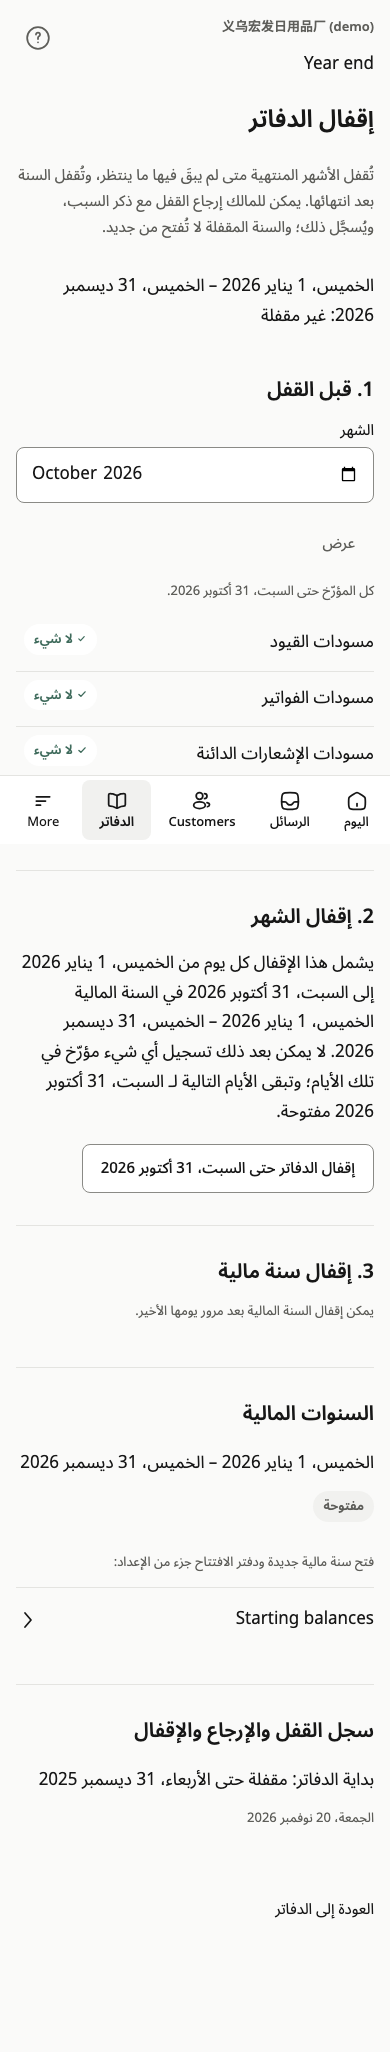 义乌宏发日用品厂 (demo)
Year end
إقفال الدفاتر
تُقفل الأشهر المنتهية متى لم يبقَ فيها ما ينتظر، وتُقفل السنة
بعد انتهائها. يمكن للمالك إرجاع القفل مع ذكر السبب،
ويُسجَّل ذلك؛ والسنة المقفلة لا تُفتح من جديد.
الخميس، 1 يناير 2026 – الخميس، 31 ديسمبر
2026: غير مقفلة
1. قبل القفل
الشهر
October 2026
عرض
كل المؤرّخ حتى السبت، 31 أكتوبر 2026.
مسودات القيود
لا شيء
مسودات الفواتير
لا شيء
مسودات الإشعارات الدائنة
لا شيء
اليوم
الرسائل
Customers
الدفاتر
More
2. إقفال الشهر
يشمل هذا الإقفال كل يوم من الخميس، 1 يناير 2026
إلى السبت، 31 أكتوبر 2026 في السنة المالية
الخميس، 1 يناير 2026 – الخميس، 31 ديسمبر
2026. لا يمكن بعد ذلك تسجيل أي شيء مؤرّخ في
تلك الأيام؛ وتبقى الأيام التالية لـ السبت، 31 أكتوبر
2026 مفتوحة.
إقفال الدفاتر حتى السبت، 31 أكتوبر 2026
3. إقفال سنة مالية
يمكن إقفال السنة المالية بعد مرور يومها الأخير.
السنوات المالية
الخميس، 1 يناير 2026 – الخميس، 31 ديسمبر 2026
مفتوحة
فتح سنة مالية جديدة ودفتر الافتتاح جزء من الإعداد:
Starting balances
سجل القفل والإرجاع والإقفال
بداية الدفاتر: مقفلة حتى الأربعاء، 31 ديسمبر 2025
الجمعة، 20 نوفمبر 2026
العودة إلى الدفاتر